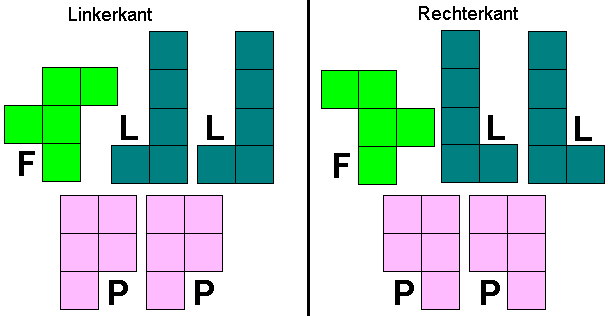 Linkerkant
Rechterkant
L L
L L
F
F
P P
P P